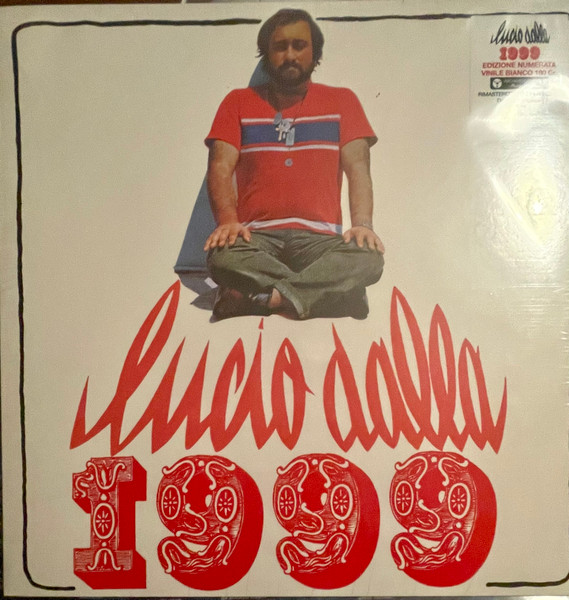 lucio dalla
1999
EDIZIONE NUMERATA
VINILE BIANCO 180 Gr
lucio dalla
1999